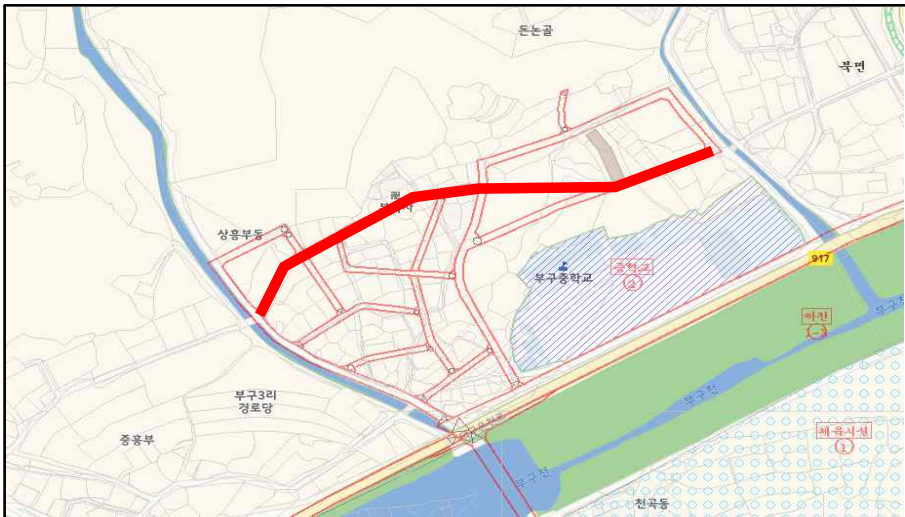 돈논골
북면
상흥부동
917
부구중학교
중학교
2
하천
1-3
부구3리
경로당
중흥부
부구천
체육시설
1
부구천
천곡동